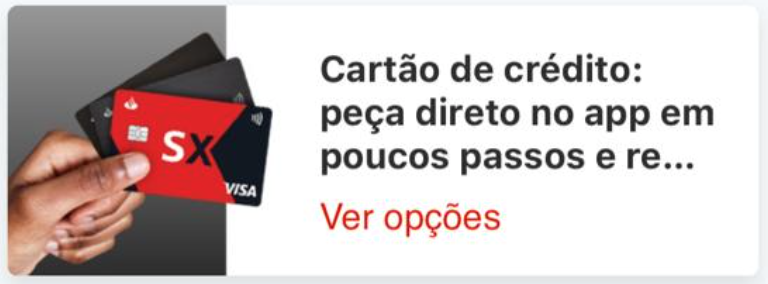 SX
VISA
Cartão de crédito:
peça direto no app em
poucos passos e re...
Ver opções